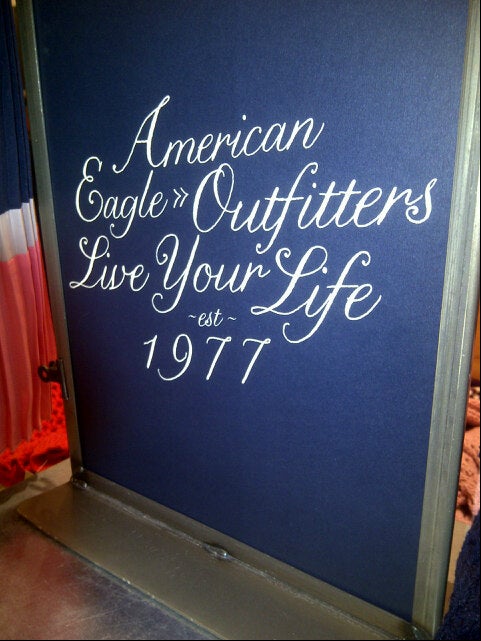 American
Eagle » Outfitters
Live Your Life
~est~
1977